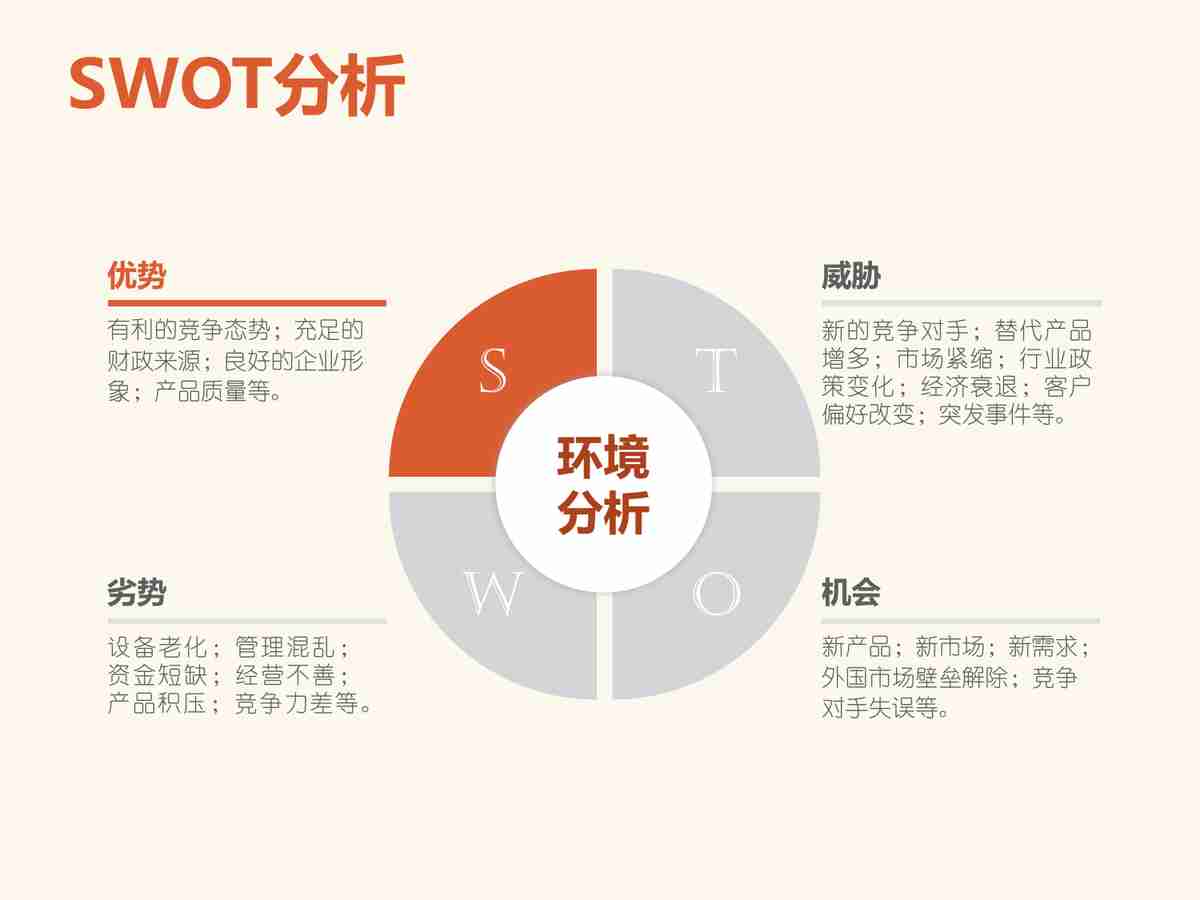 SWOT分析
优势
有利的竞争态势；充足的
财政来源；良好的企业形
象；产品质量等。
威胁
新的竞争对手；替代产品
增多；市场紧缩；行业政
策变化；经济衰退；客户
偏好改变；突发事件等。
S
T
环境
分析
W
O
劣势
设备老化；管理混乱；
资金短缺；经营不善；
产品积压；竞争力差等。
机会
新产品；新市场；新需求；
外国市场壁垒解除；竞争
对手失误等。